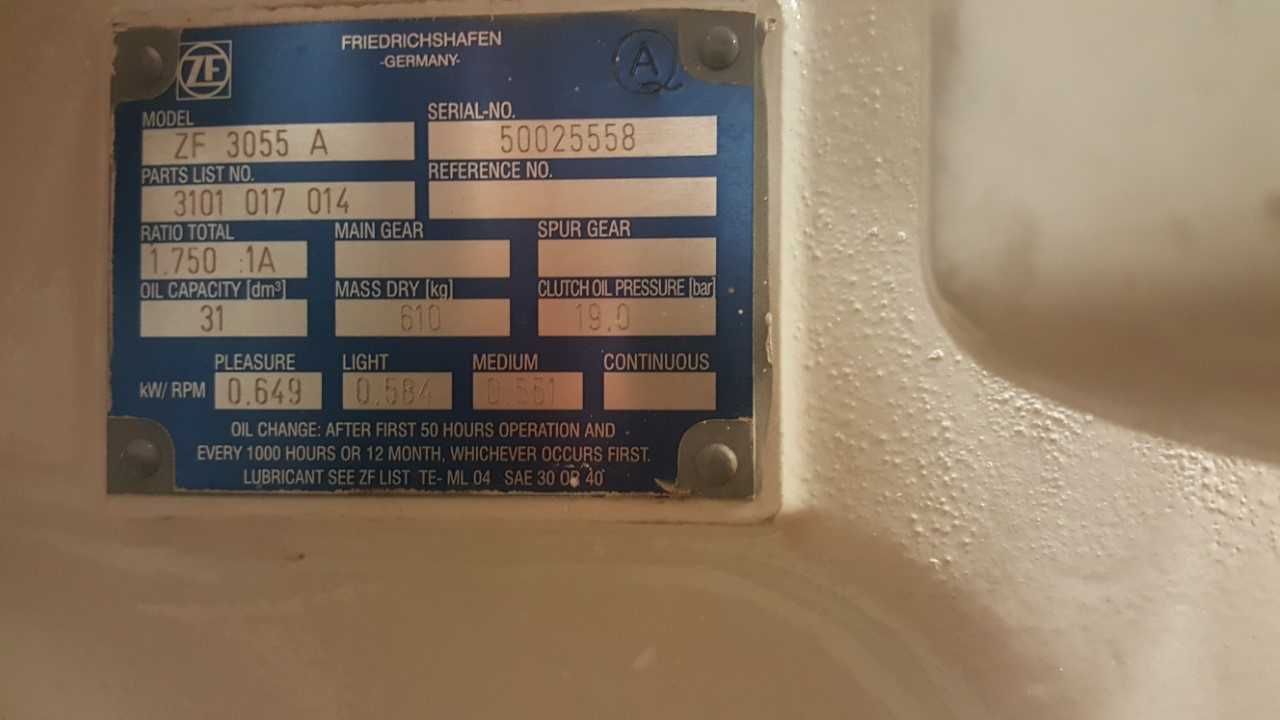 ZF
FRIEDRICHSHAFEN
-GERMANY-
A
MODEL
ZF 3055 A
SERIAL-NO.
50025558
PARTS LIST NO.
3101 017 014
REFERENCE NO.
RATIO TOTAL
1.750 :1A
MAIN GEAR
SPUR GEAR
OIL CAPACITY [dm³]
31
MASS DRY [kg]
610
CLUTCH OIL PRESSURE [bar]
19.0
PLEASURE LIGHT MEDIUM CONTINUOUS
kW/ RPM 0.649 0.584 0.561
OIL CHANGE: AFTER FIRST 50 HOURS OPERATION AND
EVERY 1000 HOURS OR 12 MONTH, WHICHEVER OCCURS FIRST.
LUBRICANT SEE ZF LIST TE- ML 04 SAE 30 OR 40